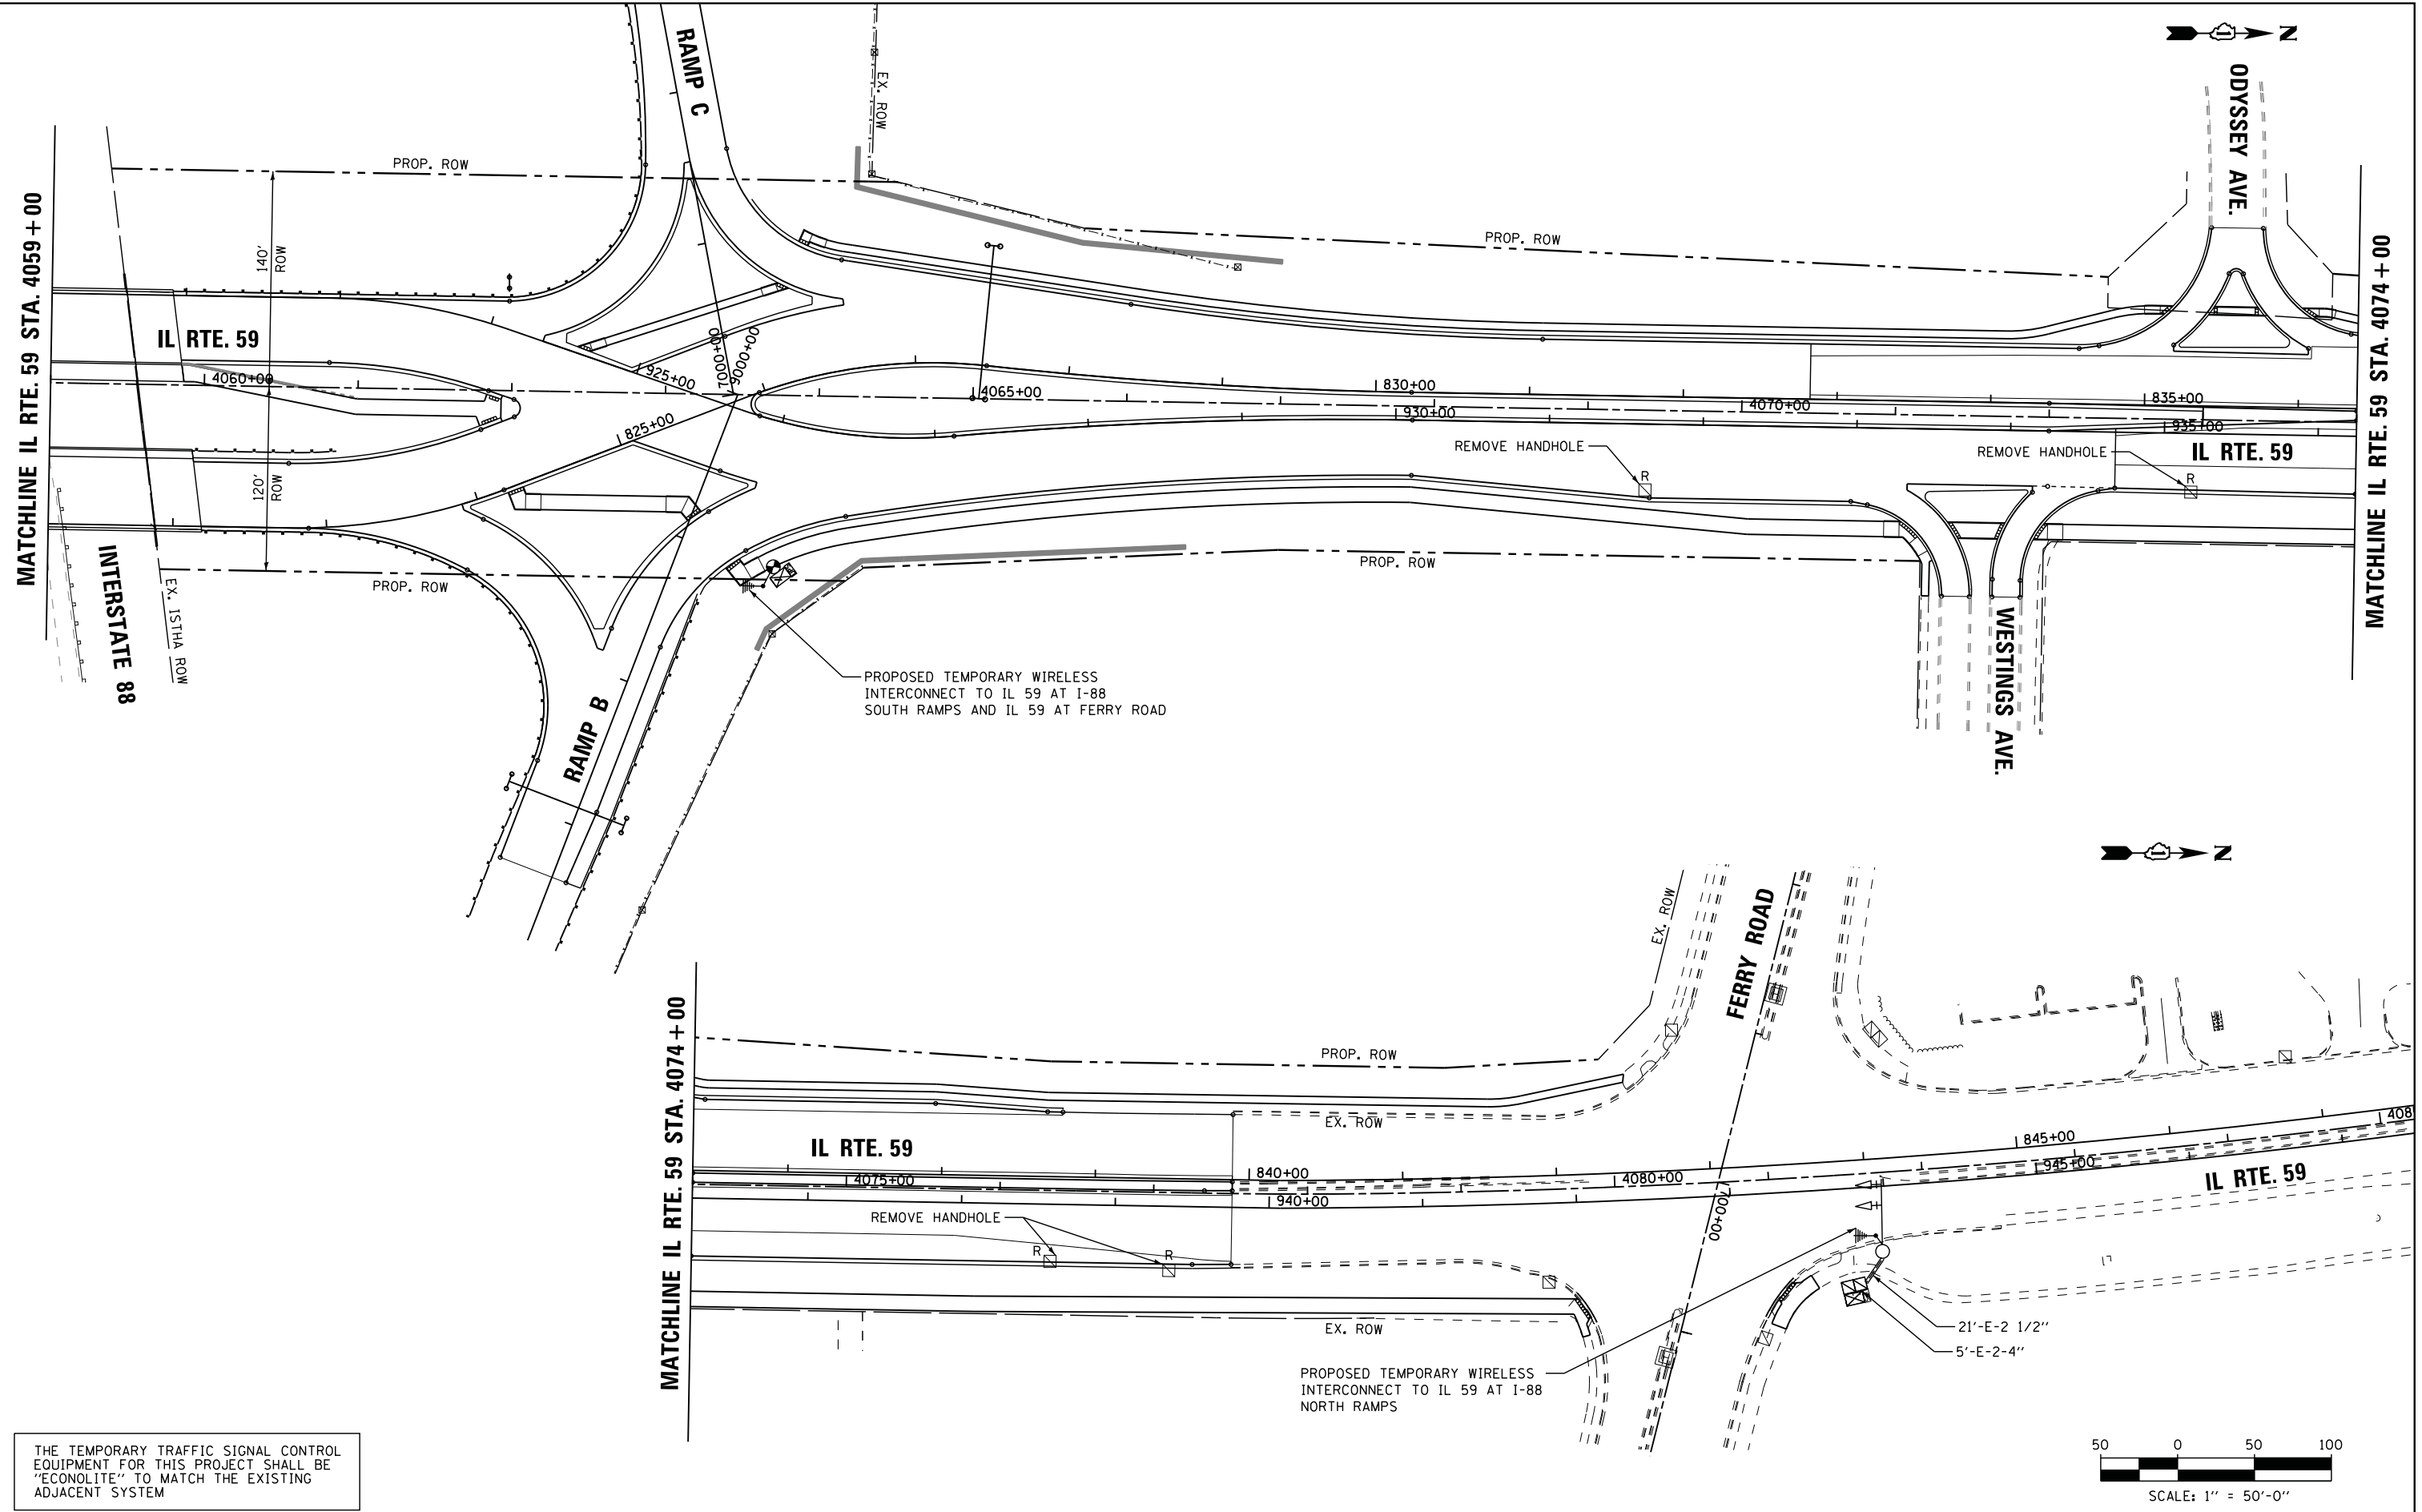 N
ODYSSEY AVE.
RAMP C
EX. ROW
PROP. ROW
PROP. ROW
MATCHLINE IL RTE. 59 STA. 4059+00
MATCHLINE IL RTE. 59 STA. 4074+00
140'
ROW
IL RTE. 59
4060+00
925+00
7000+00
9000+00
4065+00
830+00
930+00
4070+00
835+00
935+00
825+00
REMOVE HANDHOLE
R
REMOVE HANDHOLE
R
IL RTE. 59
120'
ROW
INTERSTATE 88
EX. ISTHA ROW
PROP. ROW
PROP. ROW
PROPOSED TEMPORARY WIRELESS
INTERCONNECT TO IL 59 AT I-88
SOUTH RAMPS AND IL 59 AT FERRY ROAD
RAMP B
WESTINGS AVE.
N
MATCHLINE IL RTE. 59 STA. 4074+00
EX. ROW
FERRY ROAD
PROP. ROW
EX. ROW
IL RTE. 59
4075+00
840+00
940+00
4080+00
845+00
945+00
408
IL RTE. 59
700+00
REMOVE HANDHOLE
R
R
EX. ROW
21'-E-2 1/2"
5'-E-2-4"
PROPOSED TEMPORARY WIRELESS
INTERCONNECT TO IL 59 AT I-88
NORTH RAMPS
THE TEMPORARY TRAFFIC SIGNAL CONTROL
EQUIPMENT FOR THIS PROJECT SHALL BE
"ECONOLITE" TO MATCH THE EXISTING
ADJACENT SYSTEM
50 0 50 100
SCALE: 1" = 50'-0"